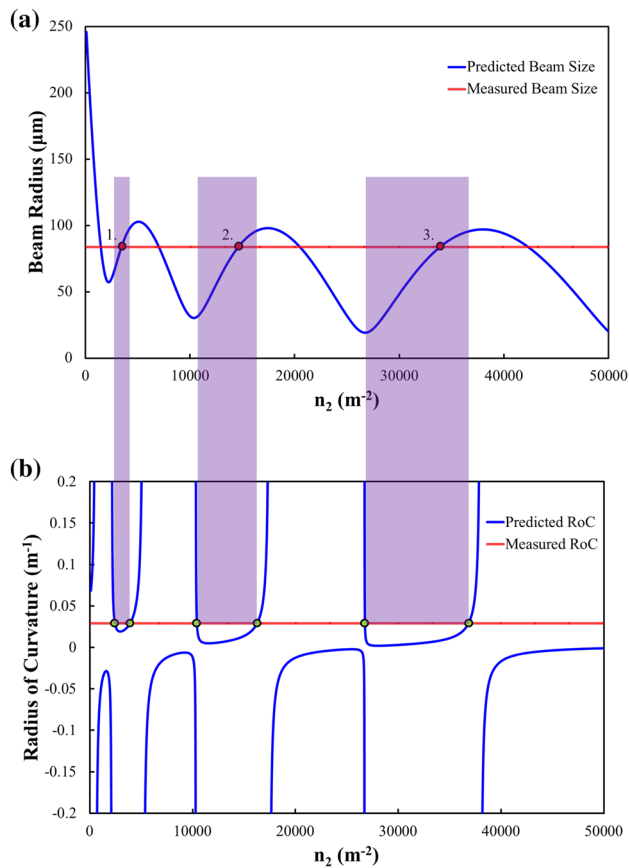 (a)
250
200
150
100
50
0
Beam Radius (μm)
Predicted Beam Size
Measured Beam Size
1.
2.
3.
0 10000 20000 30000 40000 50000
n₂ (m⁻²)
(b)
0.2
0.15
0.1
0.05
0
-0.05
-0.1
-0.15
-0.2
Radius of Curvature (m⁻¹)
Predicted RoC
Measured RoC
0 10000 20000 30000 40000 50000
n₂ (m⁻²)